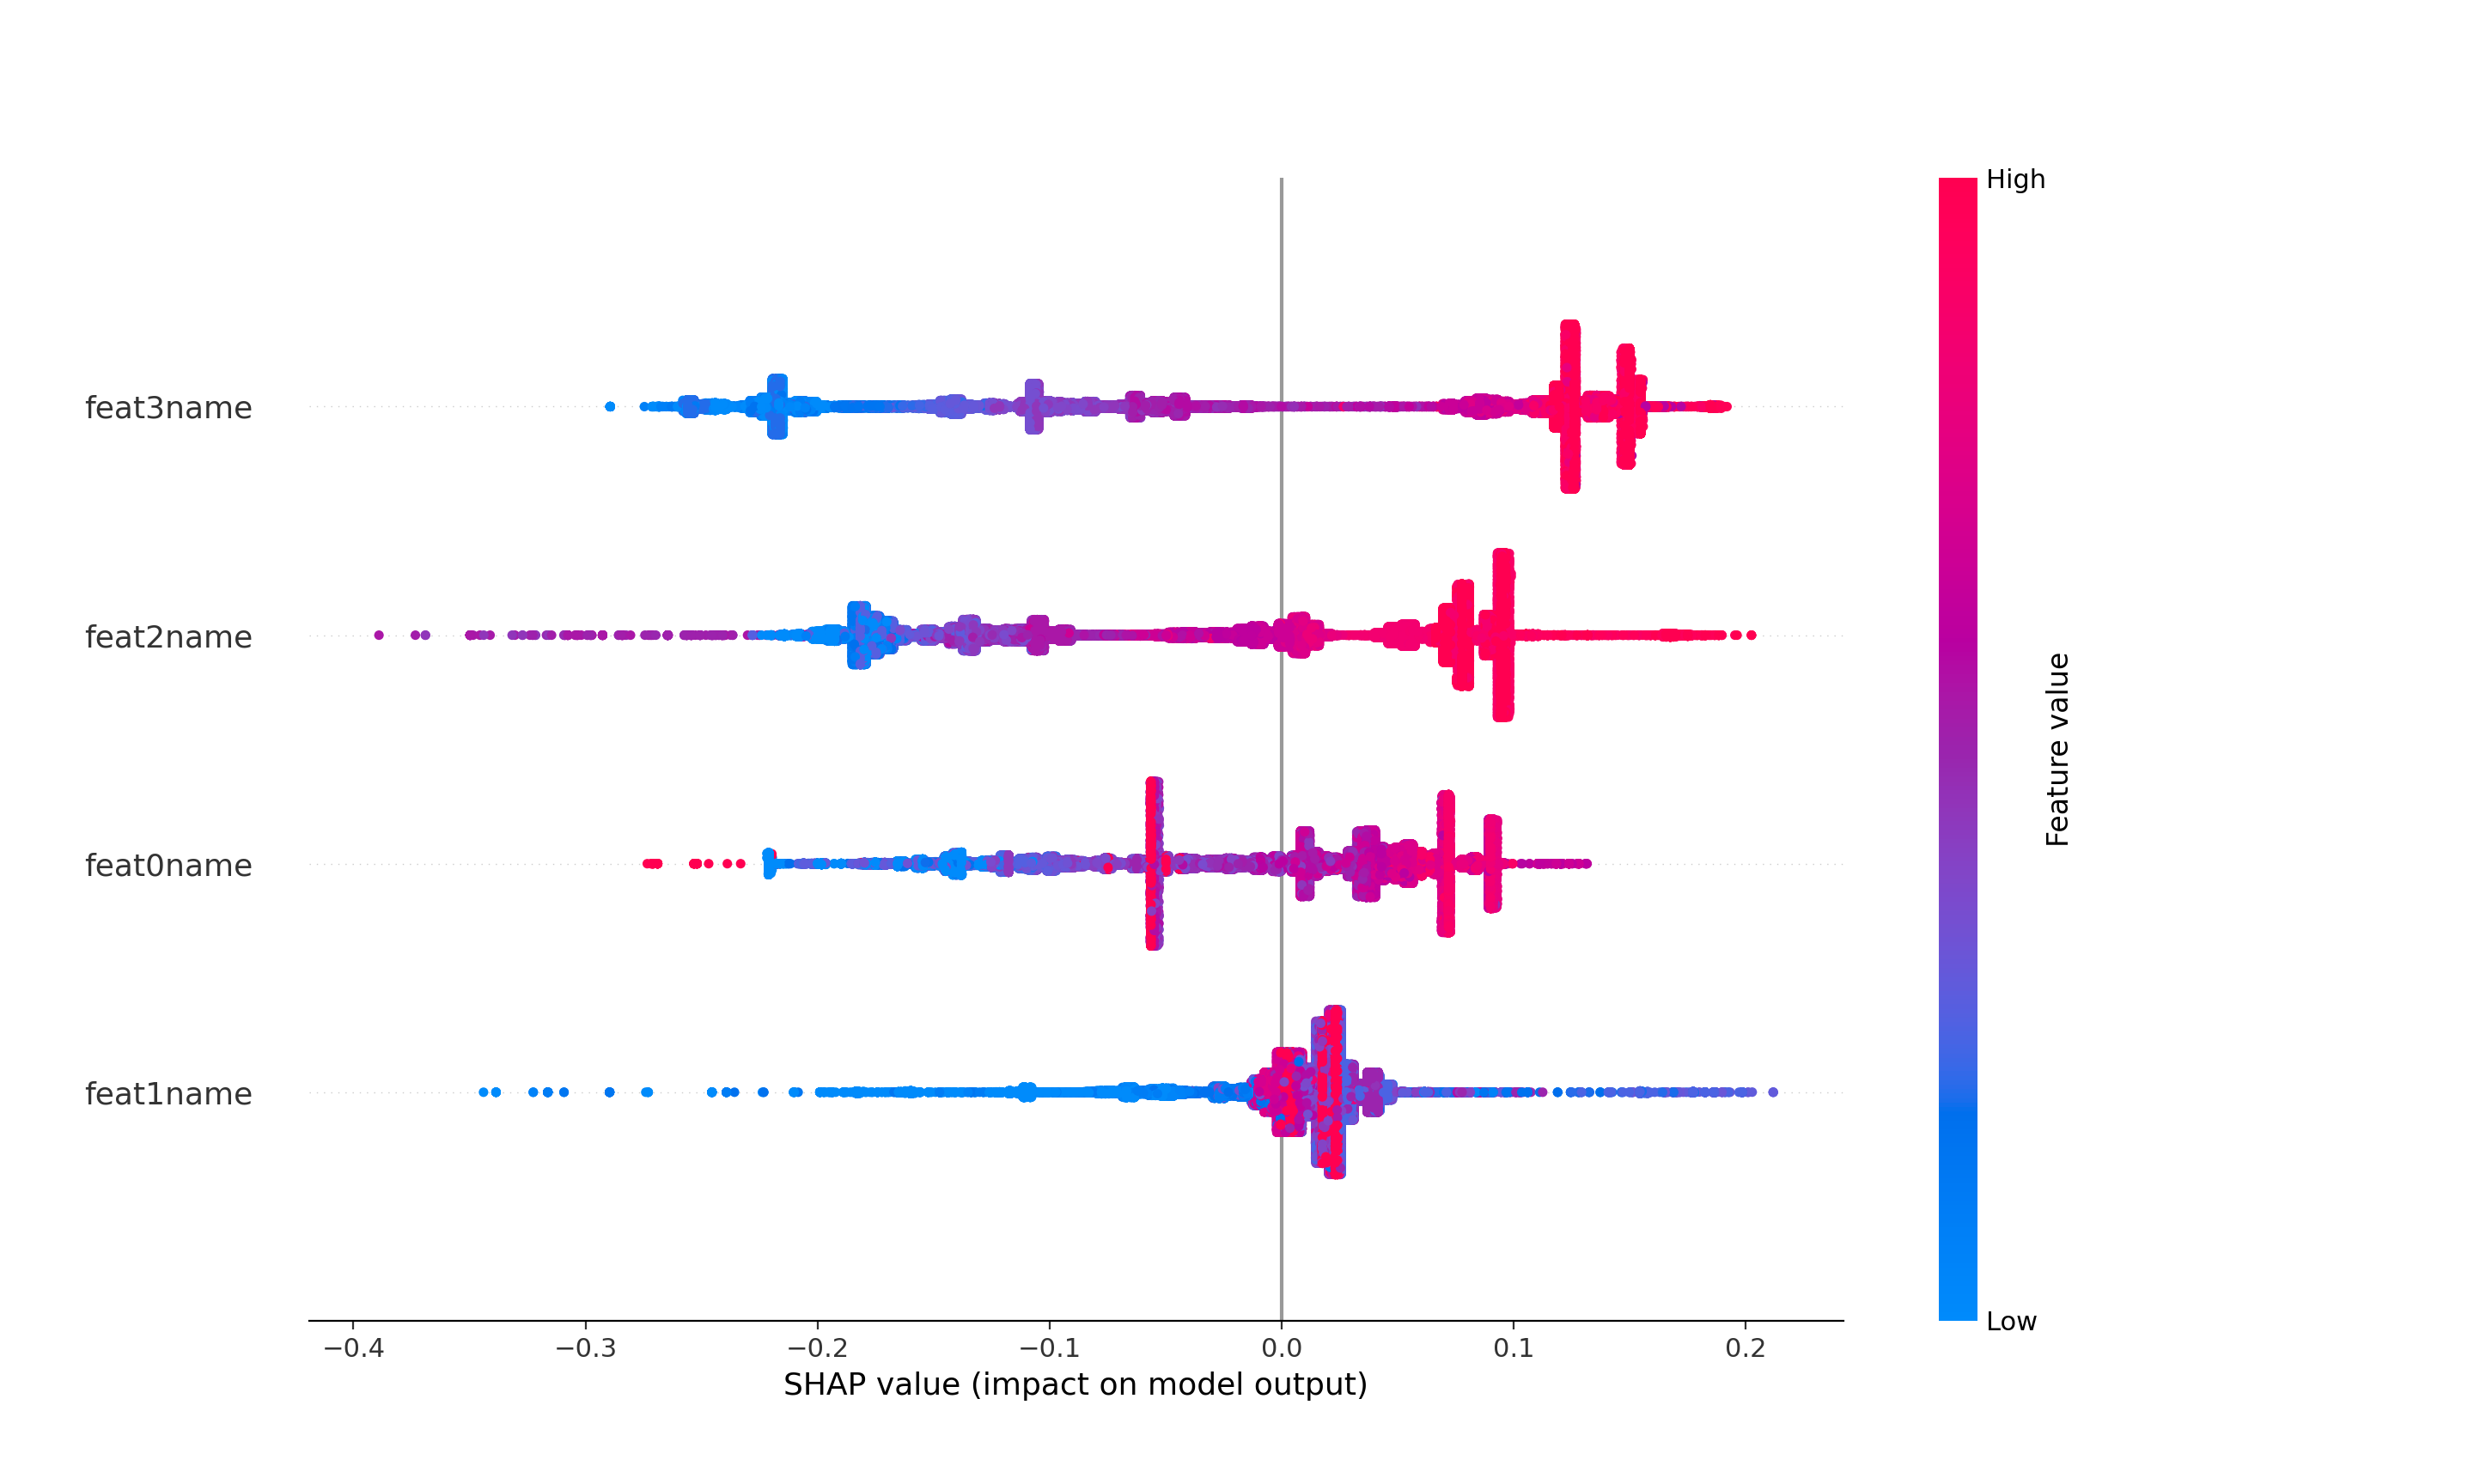 High
feat3name
feat2name
feat0name
feat1name
Feature value
Low
−0.4
−0.3
−0.2
−0.1
0.0
0.1
0.2
SHAP value (impact on model output)